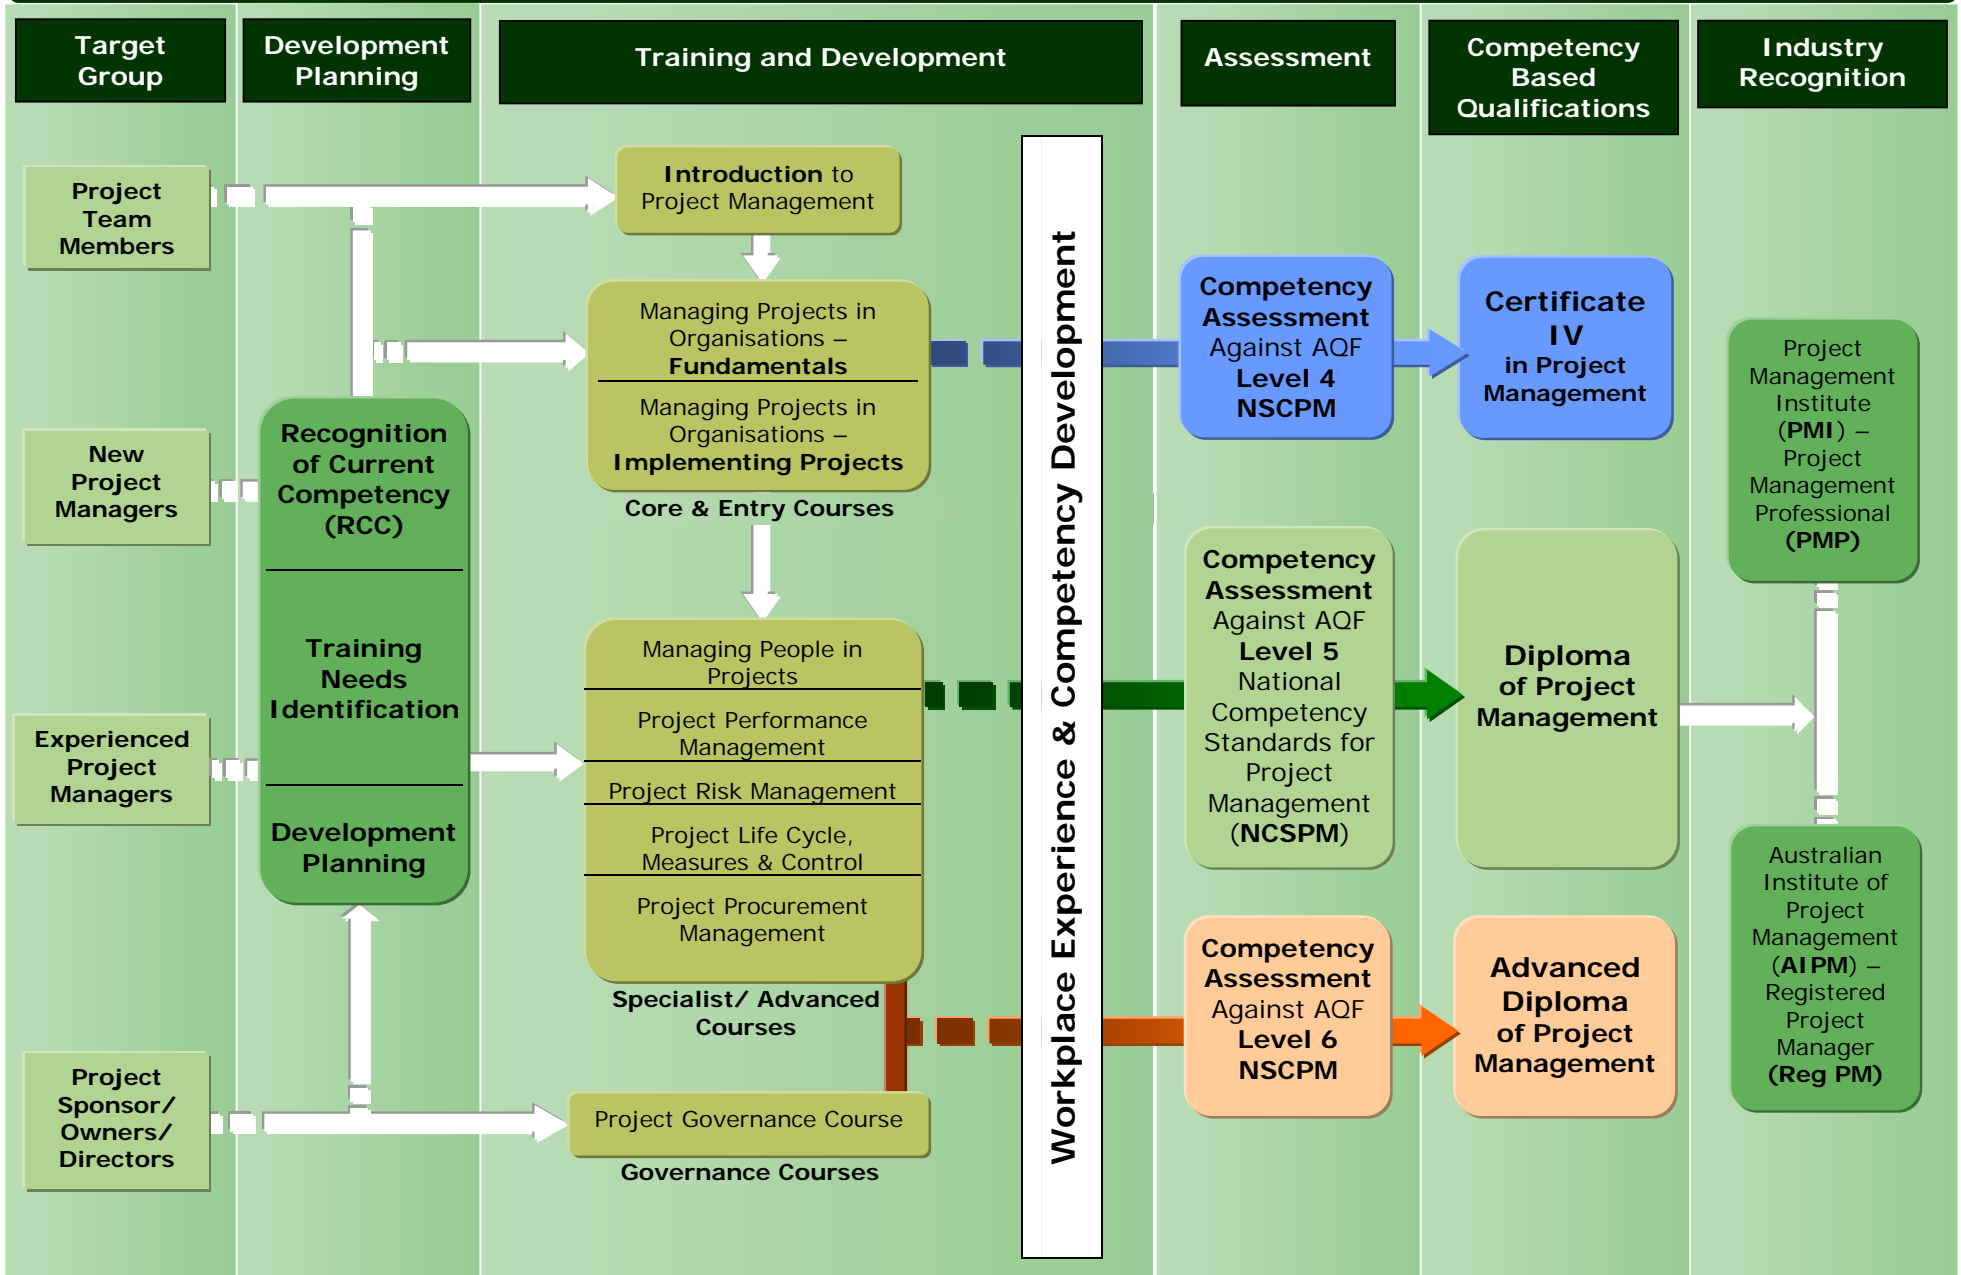 Target
Group
Development
Planning
Training and Development
Assessment
Competency
Based
Qualifications
Industry
Recognition
Project
Team
Members
New
Project
Managers
Experienced
Project
Managers
Project
Sponsor/
Owners/
Directors
Recognition
of Current
Competency
(RCC)
Training
Needs
Identification
Development
Planning
Introduction to
Project Management
Managing Projects in
Organisations –
Fundamentals
Managing Projects in
Organisations –
Implementing Projects
Core & Entry Courses
Managing People in
Projects
Project Performance
Management
Project Risk Management
Project Life Cycle,
Measures & Control
Project Procurement
Management
Specialist/ Advanced
Courses
Project Governance Course
Governance Courses
Workplace Experience & Competency Development
Competency
Assessment
Against AQF
Level 4
NSCPM
Competency
Assessment
Against AQF
Level 5
National
Competency
Standards for
Project
Management
(NCSPM)
Competency
Assessment
Against AQF
Level 6
NSCPM
Certificate
IV
in Project
Management
Diploma
of Project
Management
Advanced
Diploma
of Project
Management
Project
Management
Institute
(PMI) –
Project
Management
Professional
(PMP)
Australian
Institute of
Project
Management
(AIPM) –
Registered
Project
Manager
(Reg PM)